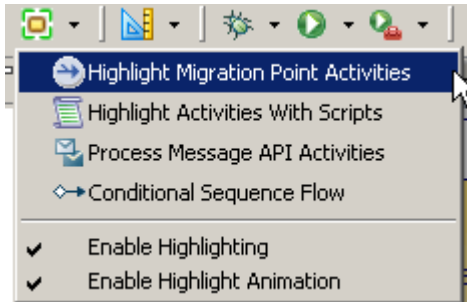 Highlight Migration Point Activities
Highlight Activities With Scripts
Process Message API Activities
Conditional Sequence Flow
Enable Highlighting
Enable Highlight Animation